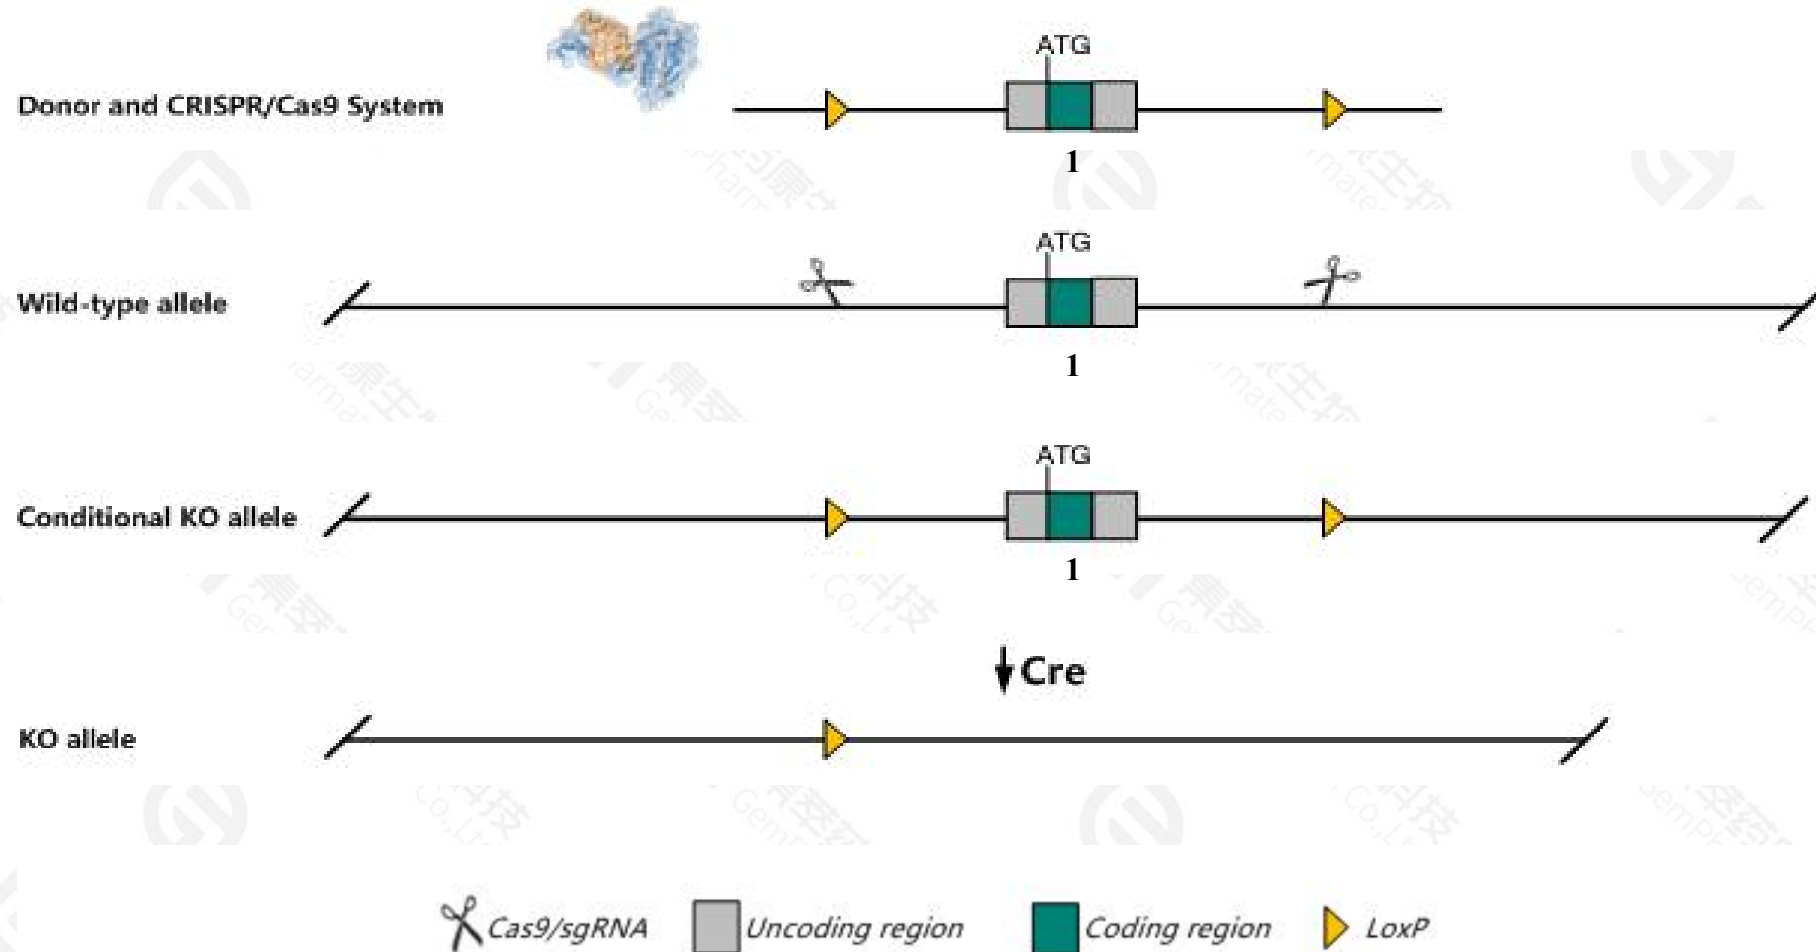 ATG
Donor and CRISPR/Cas9 System
1
ATG
Wild-type allele
1
ATG
Conditional KO allele
1
Cre
KO allele
Cas9/sgRNA Uncoding region Coding region LoxP